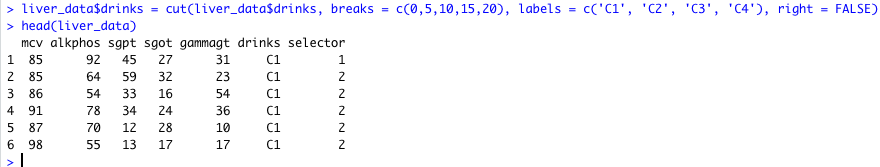 > liver_data$drinks = cut(liver_data$drinks, breaks = c(0,5,10,15,20), labels = c('C1', 'C2', 'C3', 'C4'), right = FALSE)
> head(liver_data)
  mcv alkphos sgpt sgot gammagt drinks selector
1  85      92   45   27      31     C1        1
2  85      64   59   32      23     C1        2
3  86      54   33   16      54     C1        2
4  91      78   34   24      36     C1        2
5  87      70   12   28      10     C1        2
6  98      55   13   17      17     C1        2
>